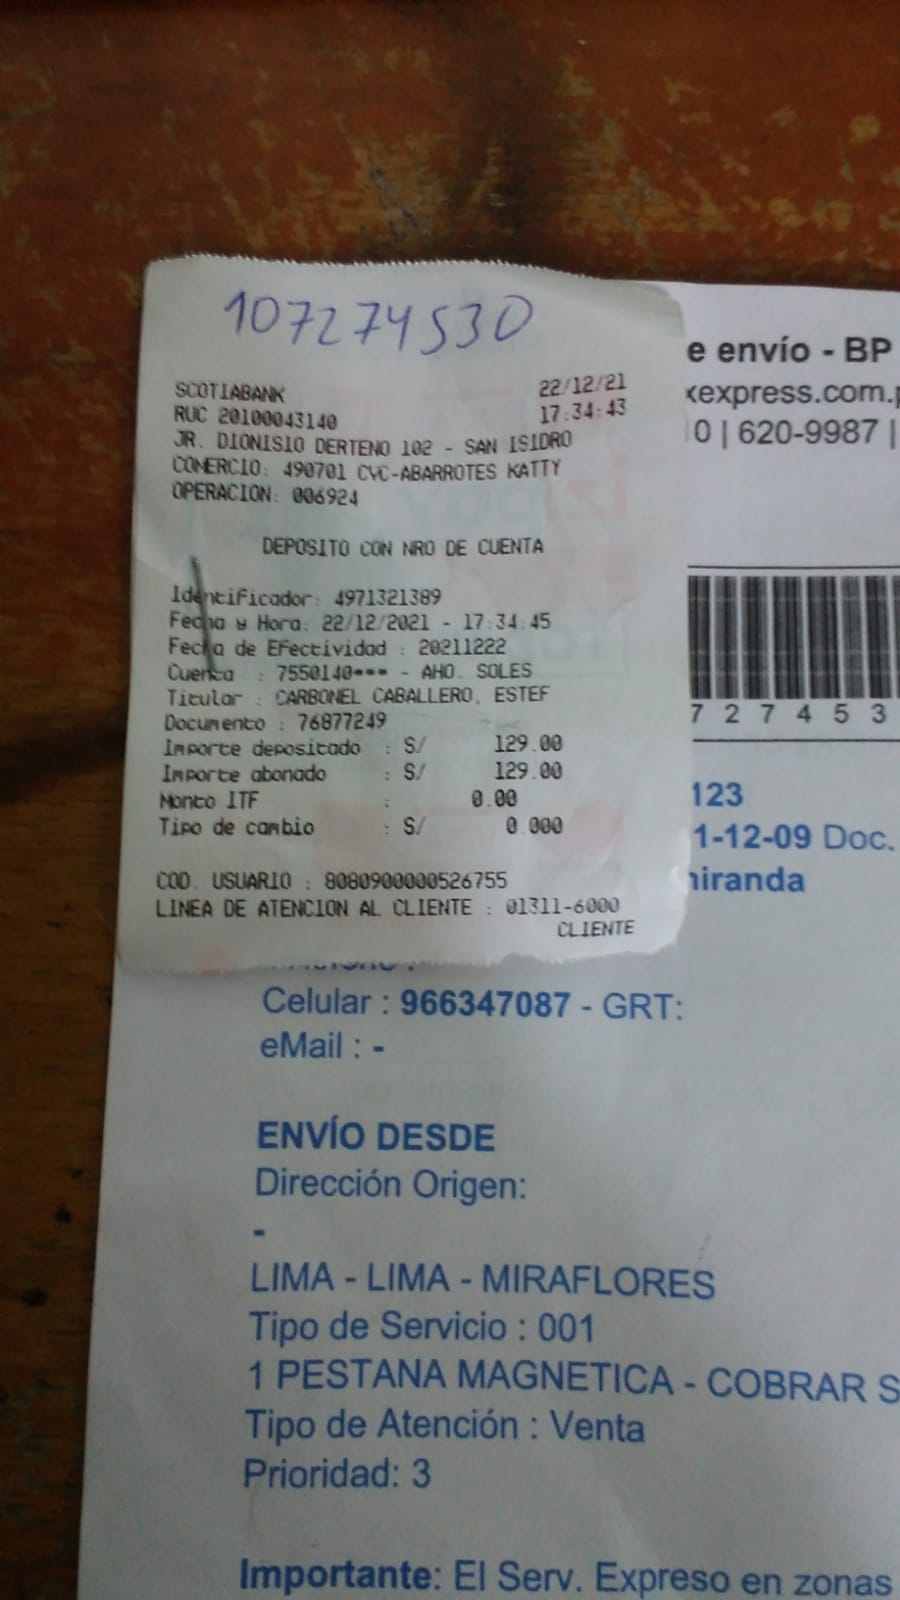 107274530
SCOTIABANK 22/12/21
RUC 20100043140 17:34:43
JR. DIONISIO DERTENO 102 - SAN ISIDRO
COMERCIO: 490701 CYC-ABARROTES KATTY
OPERACION: 006924
DEPOSITO CON NRO DE CUENTA
Identificador: 4971321389
Fecha y Hora: 22/12/2021 - 17:34:45
Fecha de Efectividad : 20211222
Cuenta : 7550140*** - AHO. SOLES
Titular : CARBONEL CABALLERO, ESTEF
Documento : 76877249
Importe depositado : S/ 129.00
Importe abonado : S/ 129.00
Monto ITF : 0.00
Tipo de cambio : S/ 0.000
COD. USUARIO : 8080900000526755
LINEA DE ATENCION AL CLIENTE : 01311-6000
CLIENTE
e envío - BP
xexpress.com.p
0 | 620-9987 |
7 2 7 4 5 3
123
1-12-09 Doc.
miranda
Celular : 966347087 - GRT:
eMail : -
ENVÍO DESDE
Dirección Origen:
-
LIMA - LIMA - MIRAFLORES
Tipo de Servicio : 001
1 PESTANA MAGNETICA - COBRAR S
Tipo de Atención : Venta
Prioridad: 3
Importante: El Serv. Expreso en zonas